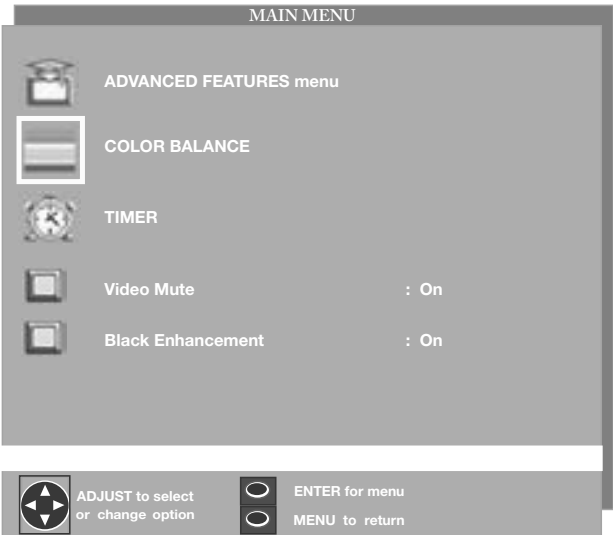 MAIN MENU
ADVANCED FEATURES menu
COLOR BALANCE
TIMER
Video Mute : On
Black Enhancement : On
ADJUST to select
or change option
ENTER for menu
MENU to return